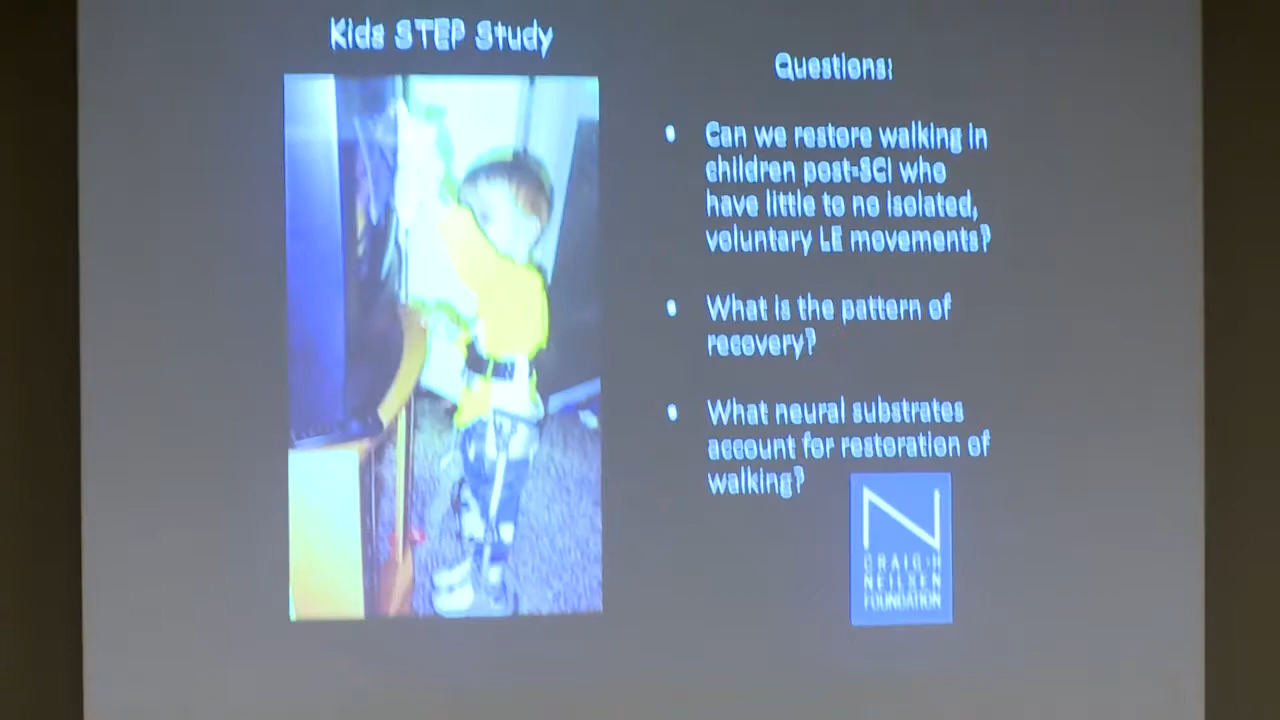 Kids STEP Study
Questions:
• Can we restore walking in
children post-SCI who
have little to no isolated,
voluntary LE movements?
• What is the pattern of
recovery?
• What neural substrates
account for restoration of
walking?
N
CRAIG H
NEILSEN
FOUNDATION